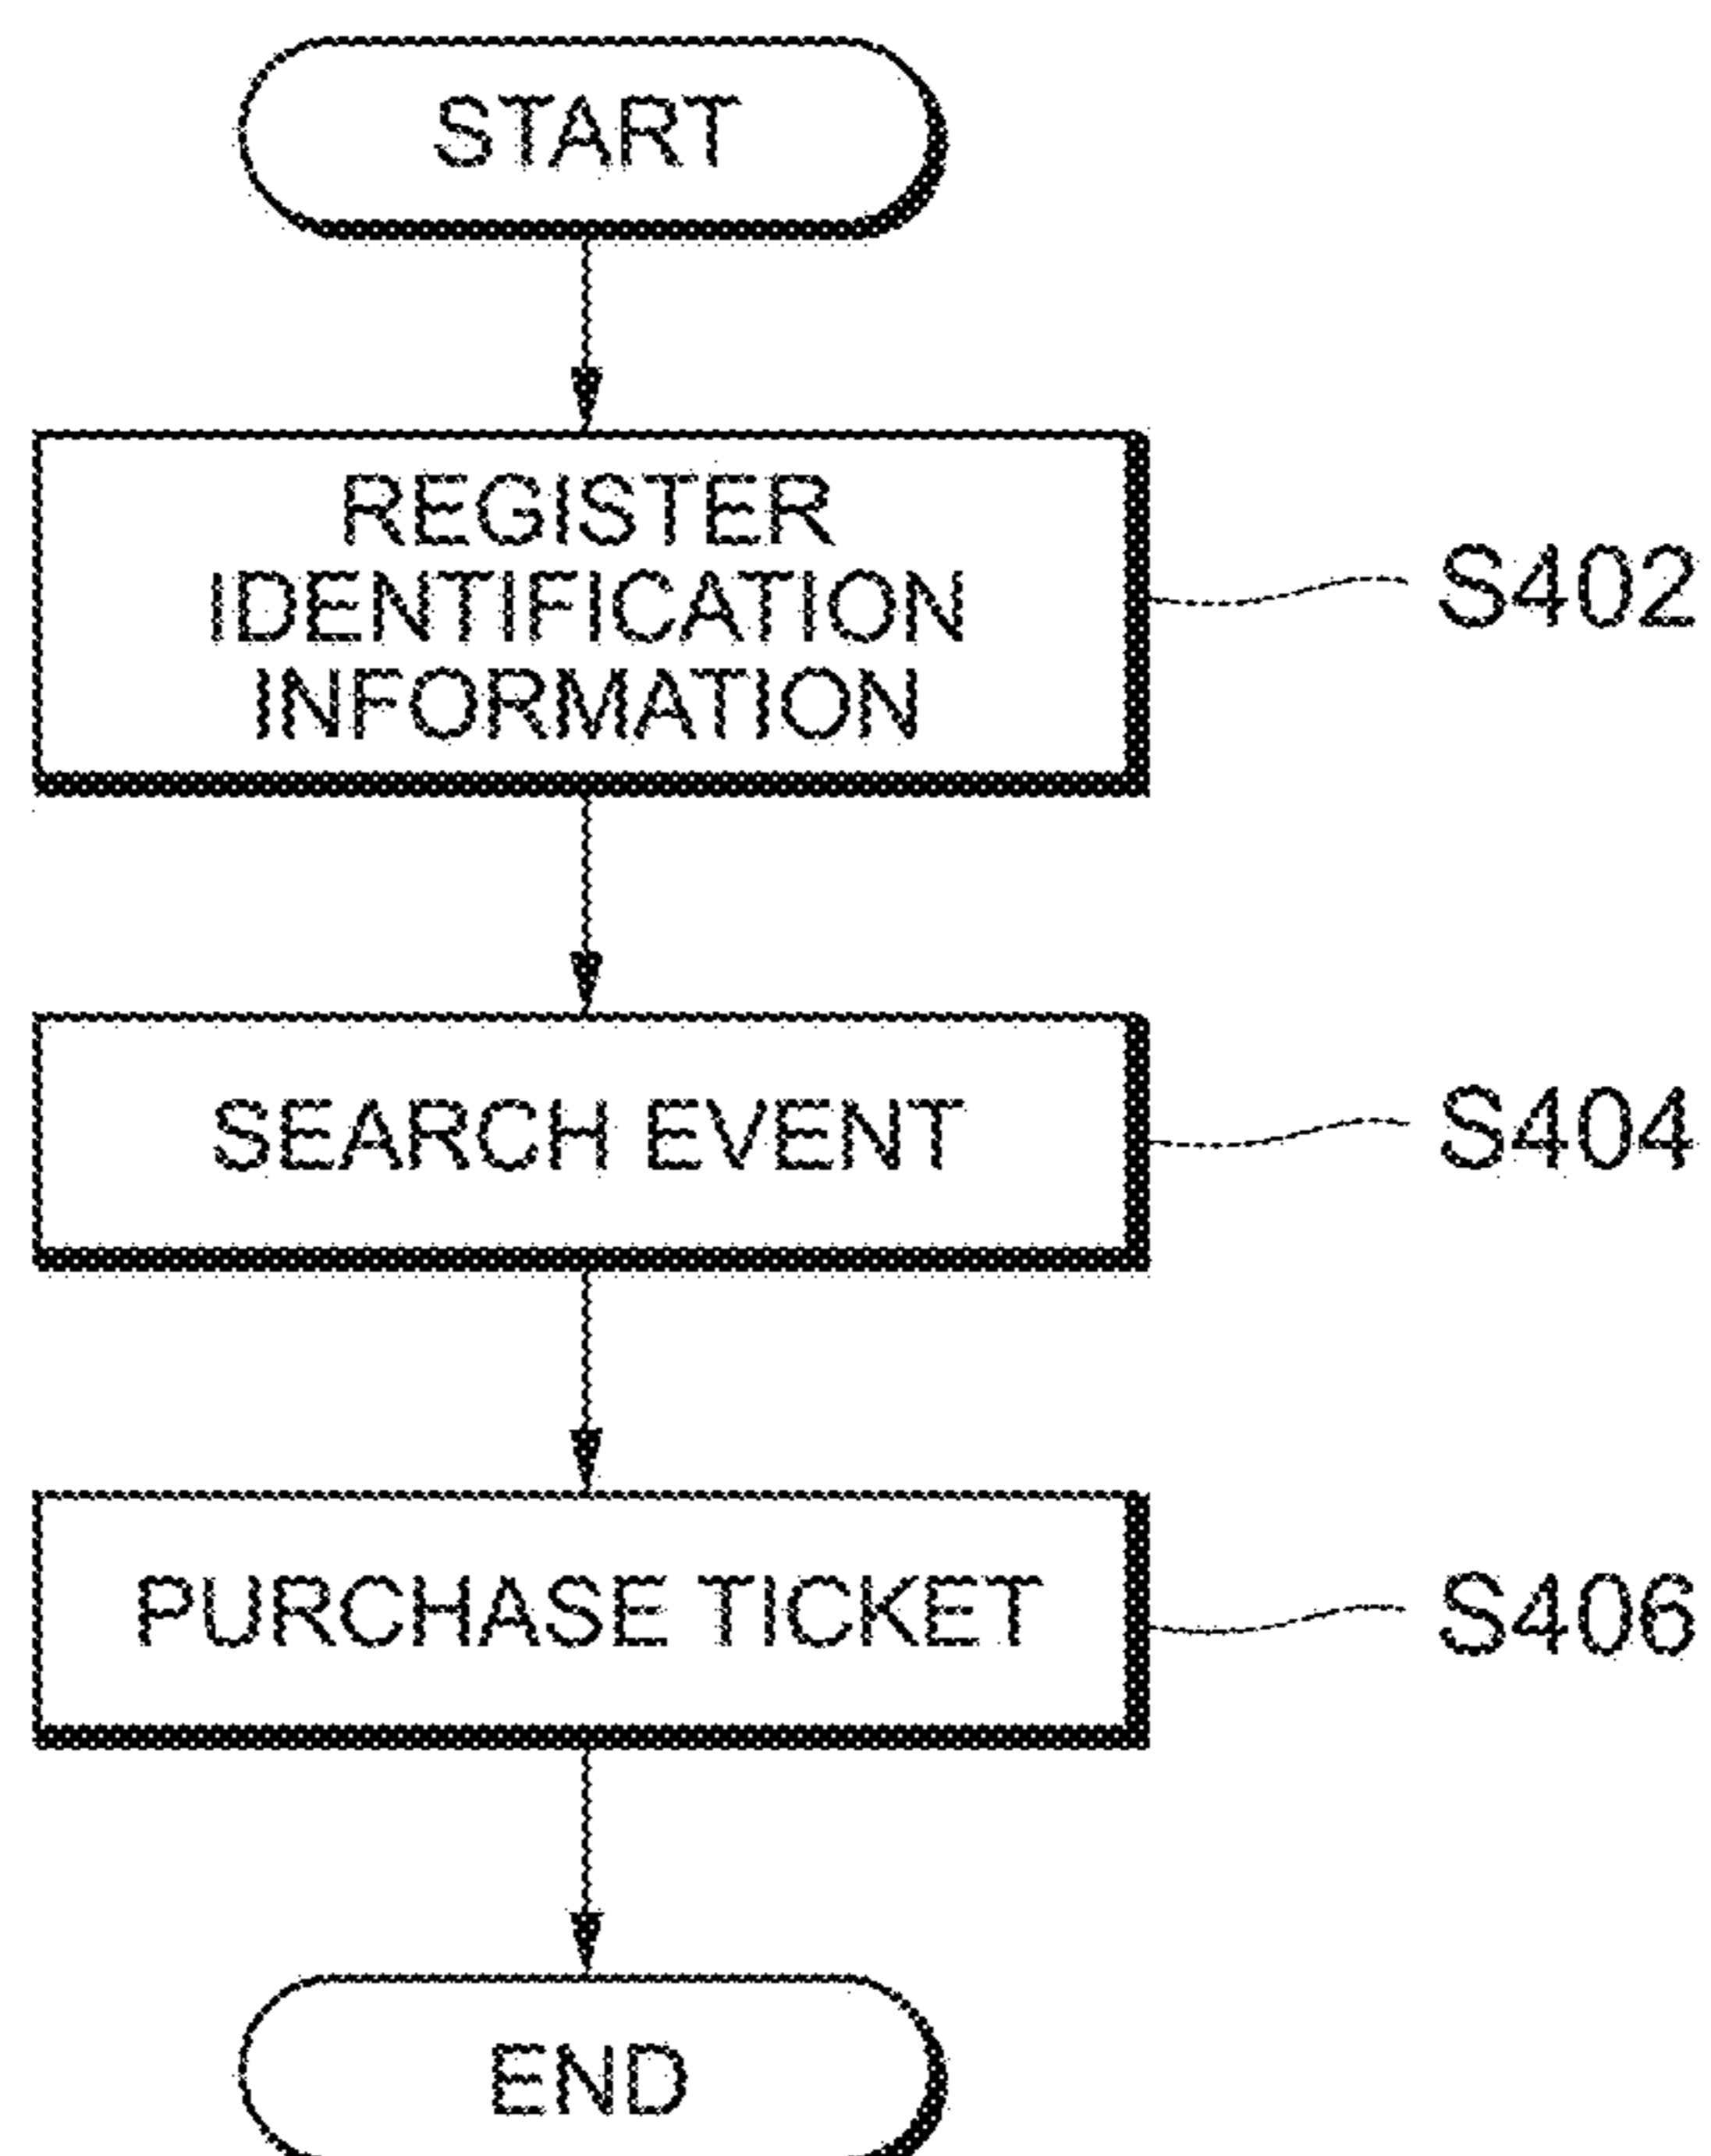 START
REGISTER
IDENTIFICATION
INFORMATION
S402
SEARCH EVENT
S404
PURCHASE TICKET
S406
END